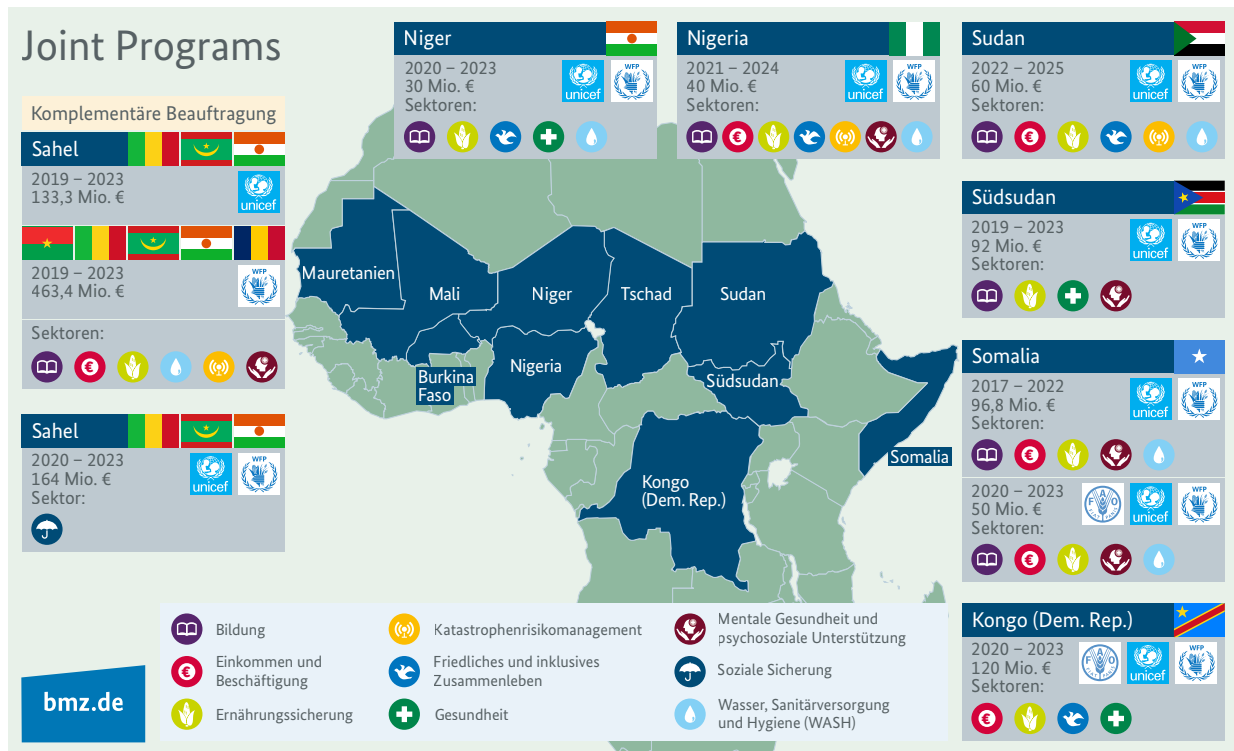 Joint Programs
Komplementäre Beauftragung
Sahel
2019 – 2023
133,3 Mio. €
unicef
2019 – 2023
463,4 Mio. €
WFP
Sektoren:
Sahel
2020 – 2023
164 Mio. €
Sektor:
unicef
WFP
Niger
2020 – 2023
30 Mio. €
Sektoren:
unicef
WFP
Nigeria
2021 – 2024
40 Mio. €
Sektoren:
unicef
WFP
Sudan
2022 – 2025
60 Mio. €
Sektoren:
unicef
WFP
Südsudan
2019 – 2023
92 Mio. €
Sektoren:
unicef
WFP
Somalia
2017 – 2022
96,8 Mio. €
Sektoren:
unicef
WFP
2020 – 2023
50 Mio. €
Sektoren:
FAO
FIAT PANIS
unicef
WFP
Kongo (Dem. Rep.)
2020 – 2023
120 Mio. €
Sektoren:
FAO
FIAT PANIS
unicef
WFP
Mauretanien
Mali
Niger
Tschad
Sudan
Burkina
Faso
Nigeria
Südsudan
Somalia
Kongo
(Dem. Rep.)
Bildung
Einkommen und
Beschäftigung
Ernährungssicherung
Katastrophenrisikomanagement
Friedliches und inklusives
Zusammenleben
Gesundheit
Mentale Gesundheit und
psychosoziale Unterstützung
Soziale Sicherung
Wasser, Sanitärversorgung
und Hygiene (WASH)
bmz.de